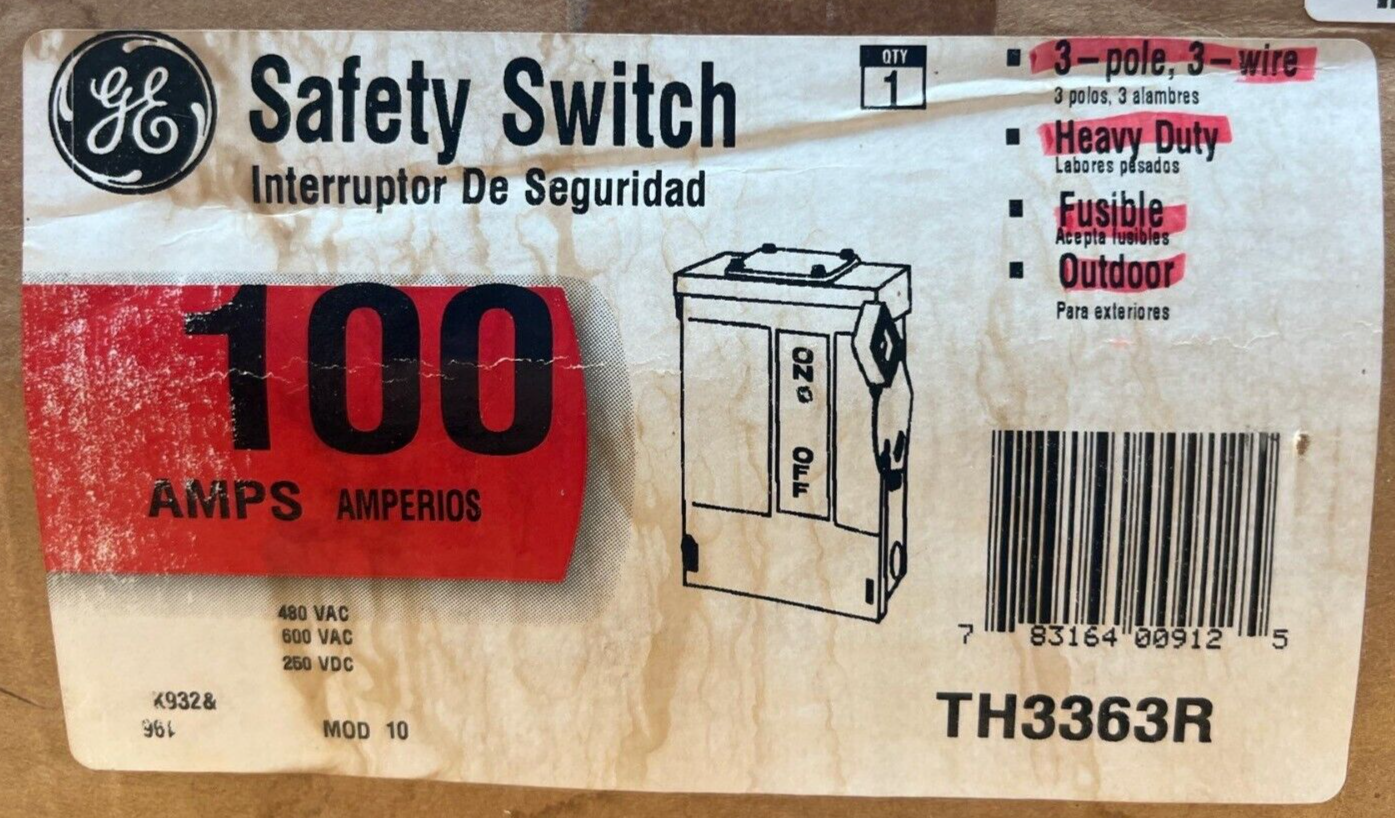 GE
Safety Switch
Interruptor De Seguridad
QTY
1
3-pole, 3-wire
3 polos, 3 alambres
Heavy Duty
Labores pesados
Fusible
Acepta fusibles
Outdoor
Para exteriores
100
AMPS AMPERIOS
ON
OFF
480 VAC
600 VAC
250 VDC
K932&
MOD 10
7 83164 00912 5
TH3363R